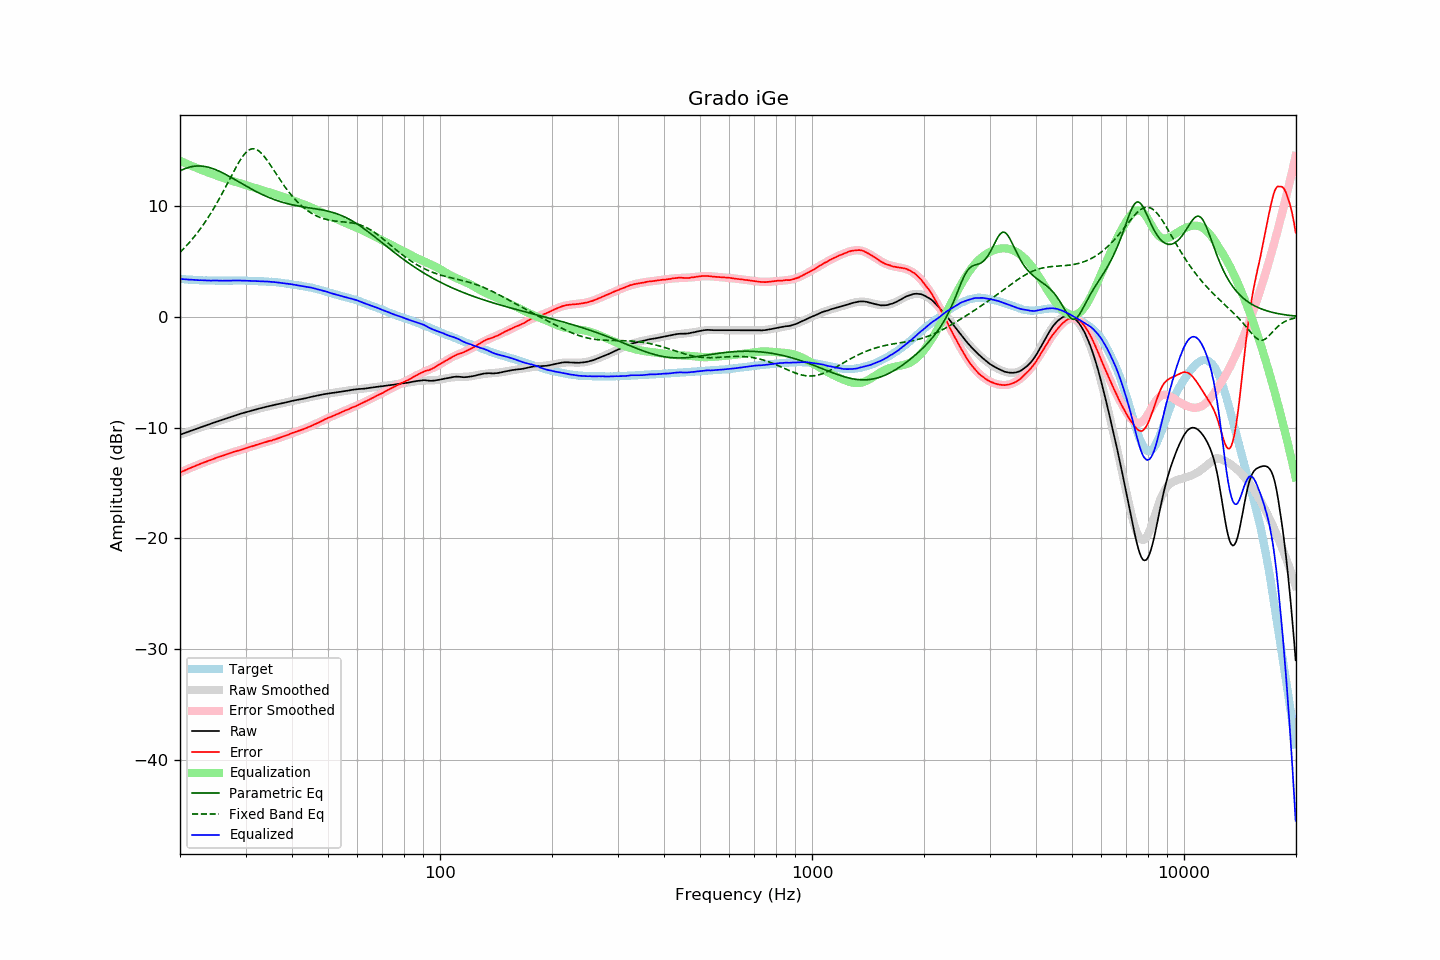 Grado iGe
Amplitude (dBr)
10
0
−10
−20
−30
−40
Target
Raw Smoothed
Error Smoothed
Raw
Error
Equalization
Parametric Eq
Fixed Band Eq
Equalized
100
1000
10000
Frequency (Hz)